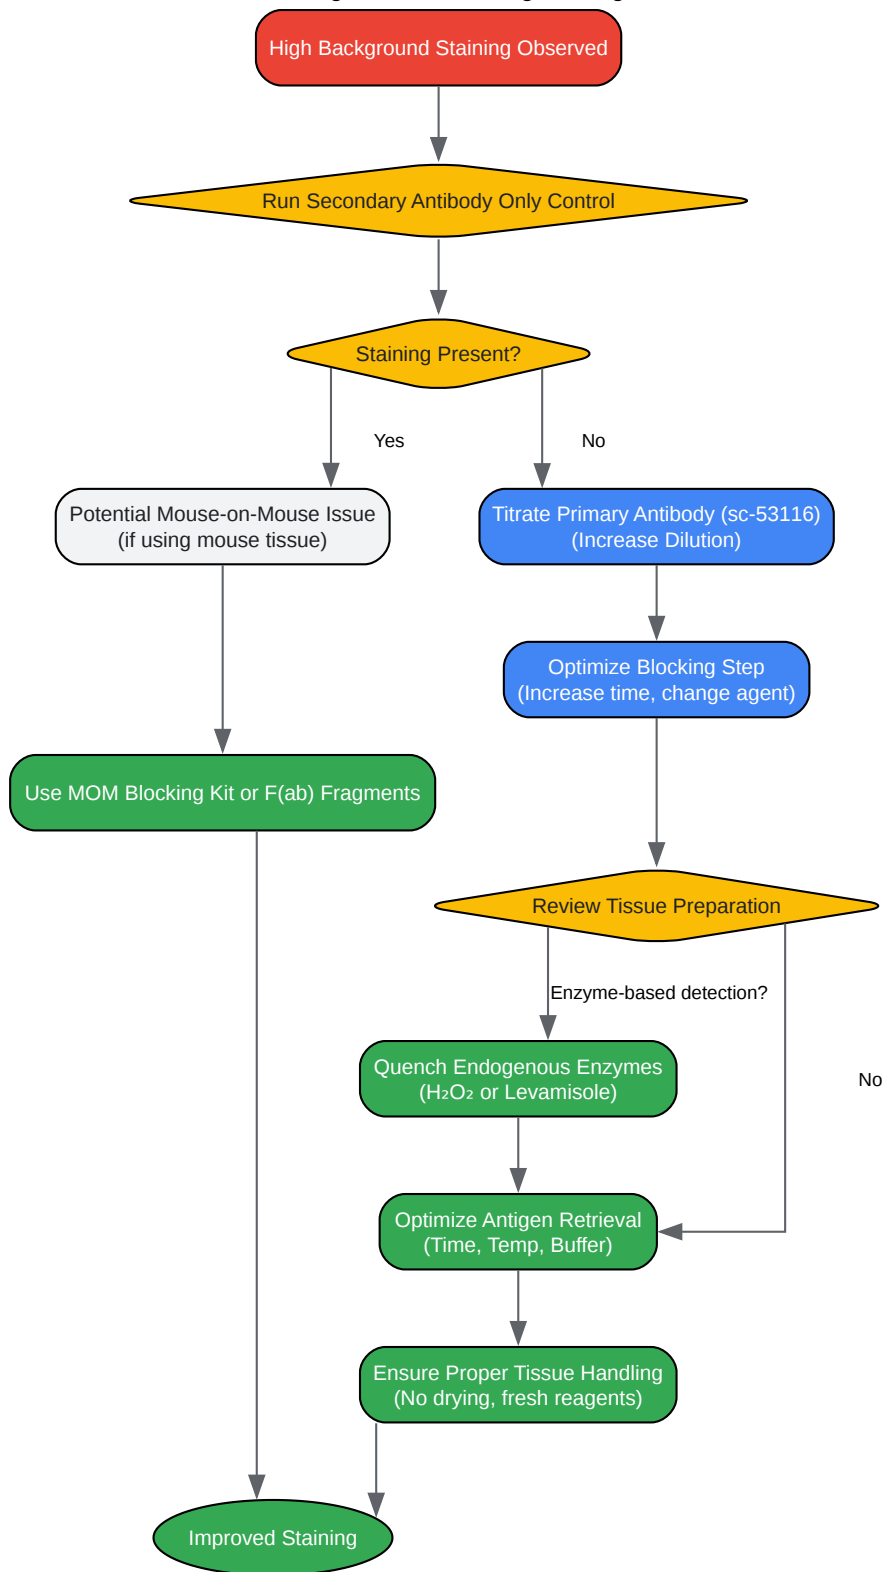 High Background Staining Observed
Run Secondary Antibody Only Control
Staining Present?
Yes
No
Potential Mouse-on-Mouse Issue
(if using mouse tissue)
Titrate Primary Antibody (sc-53116)
(Increase Dilution)
Optimize Blocking Step
(Increase time, change agent)
Use MOM Blocking Kit or F(ab) Fragments
Review Tissue Preparation
Enzyme-based detection?
Quench Endogenous Enzymes
(H₂O₂ or Levamisole)
No
Optimize Antigen Retrieval
(Time, Temp, Buffer)
Ensure Proper Tissue Handling
(No drying, fresh reagents)
Improved Staining